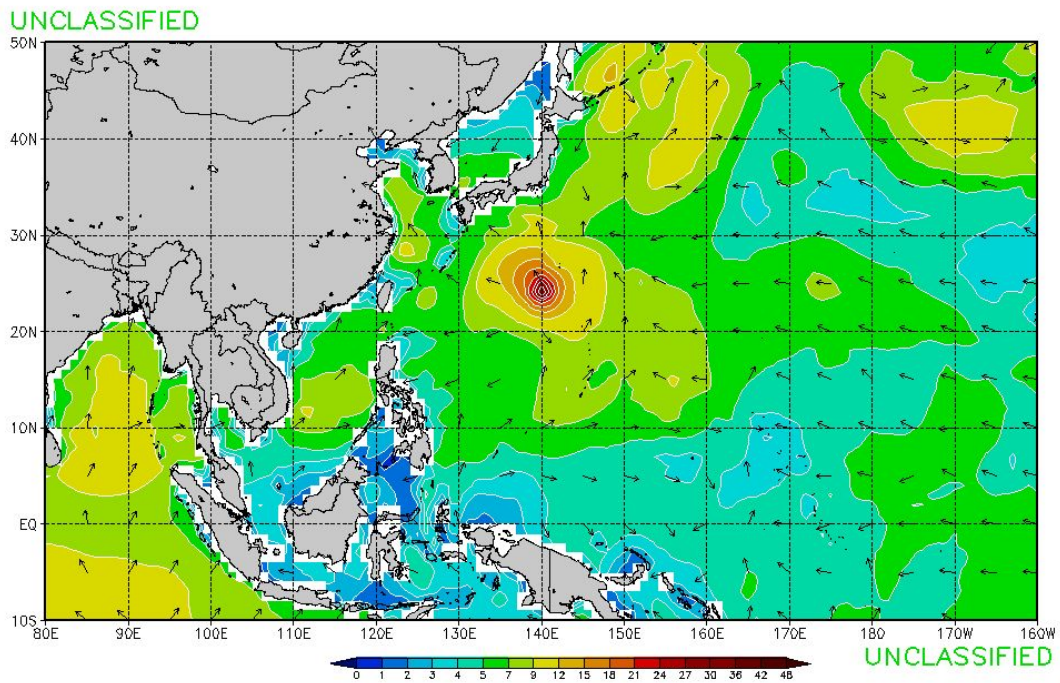 UNCLASSIFIED
50N
40N
30N
20N
10N
EQ
10S
80E 90E 100E 110E 120E 130E 140E 150E 160E 170E 180 170W 160W
UNCLASSIFIED
0 1 2 3 4 5 7 9 12 15 18 21 24 27 30 36 42 48